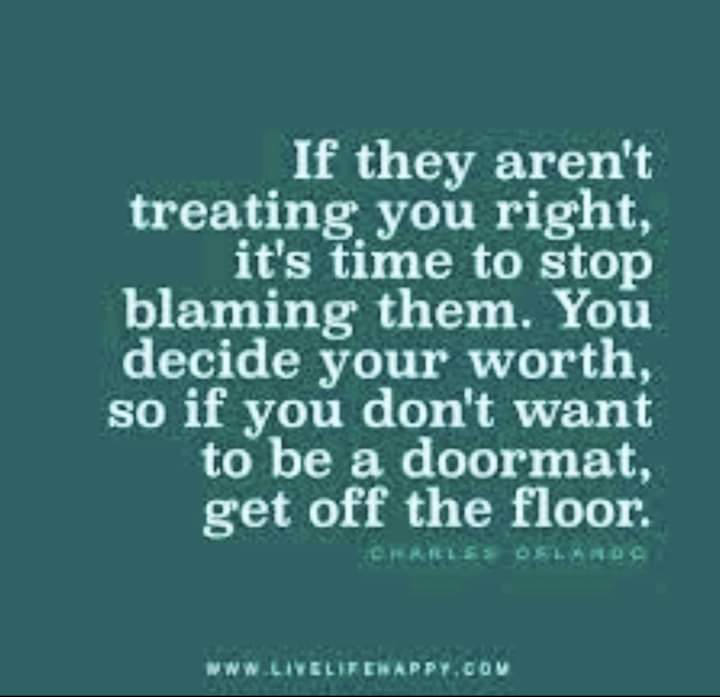 If they aren't
treating you right,
it's time to stop
blaming them. You
decide your worth,
so if you don't want
to be a doormat,
get off the floor.
CHARLES ORLANDO
WWW.LIVELIFEHAPPY.COM